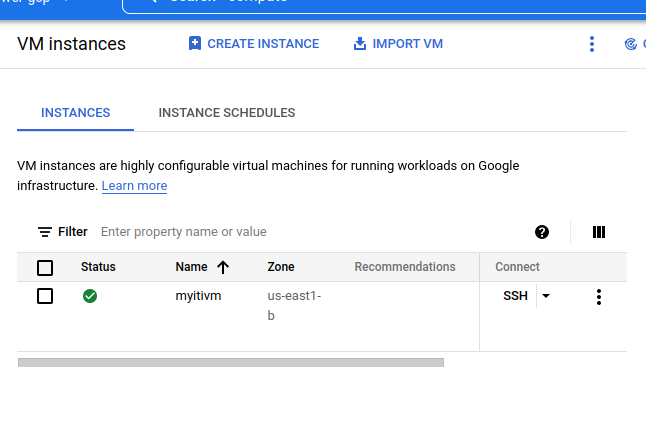 VM instances
CREATE INSTANCE
IMPORT VM
INSTANCES
INSTANCE SCHEDULES
VM instances are highly configurable virtual machines for running workloads on Google
infrastructure. Learn more
Filter Enter property name or value
Status Name Zone Recommendations Connect
myitivm us-east1-
b
SSH